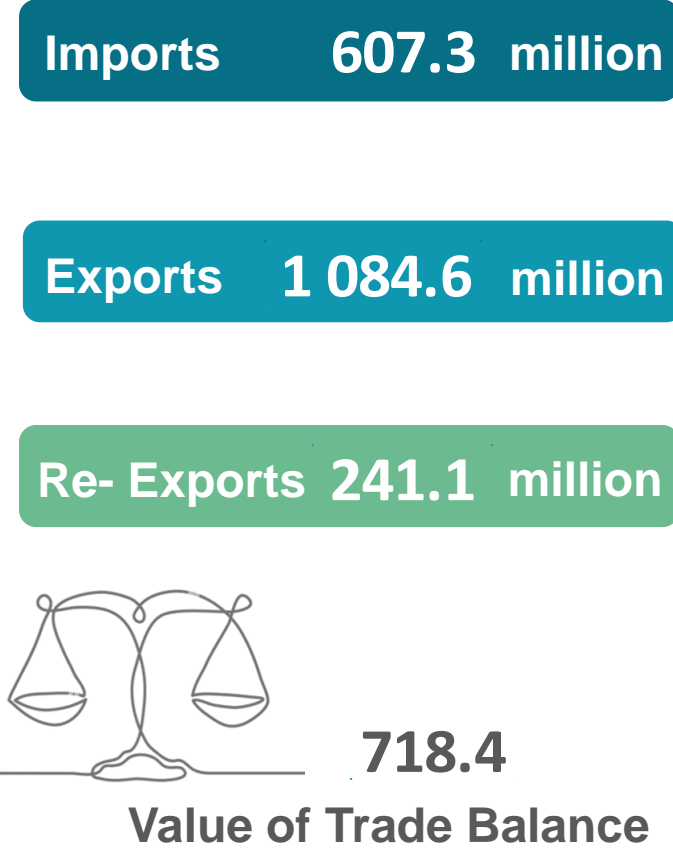 Imports 607.3 million
Exports 1 084.6 million
Re- Exports 241.1 million
718.4
Value of Trade Balance